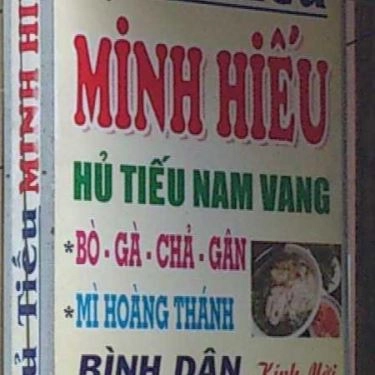 MINH HIẾU
HỦ TIẾU NAM VANG
*BÒ - GÀ - CHẢ - GÂN
*MÌ HOÀNG THÁNH
BÌNH DÂN
Kính Mời
Tiếu MINH HI